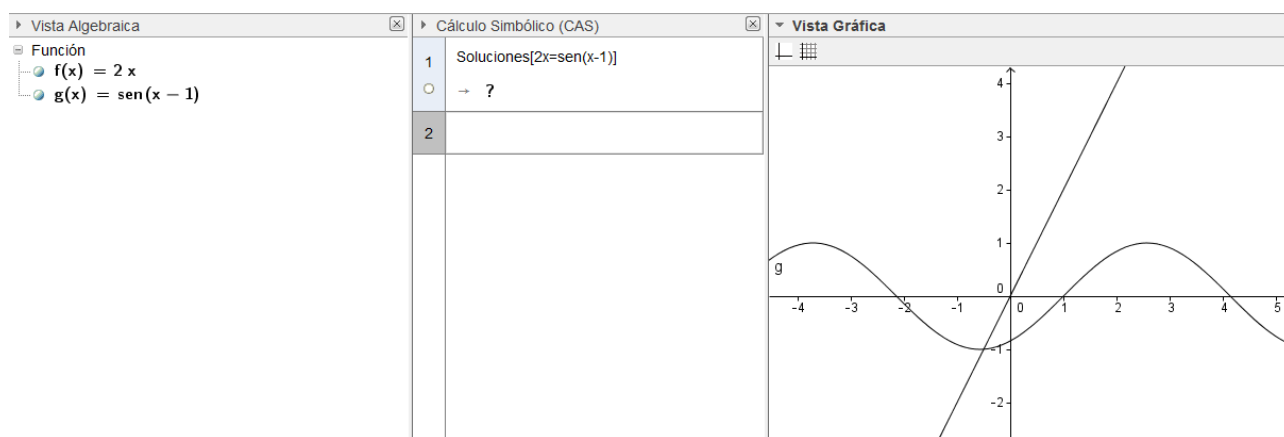 Vista Algebraica
Función
f(x) = 2 x
g(x) = sen(x − 1)
Cálculo Simbólico (CAS)
1
Soluciones[2x=sen(x-1)]
→ ?
2
Vista Gráfica
4
3
2
1
0
-4 -3 -2 -1 0 1 2 3 4 5
-1
-2
g